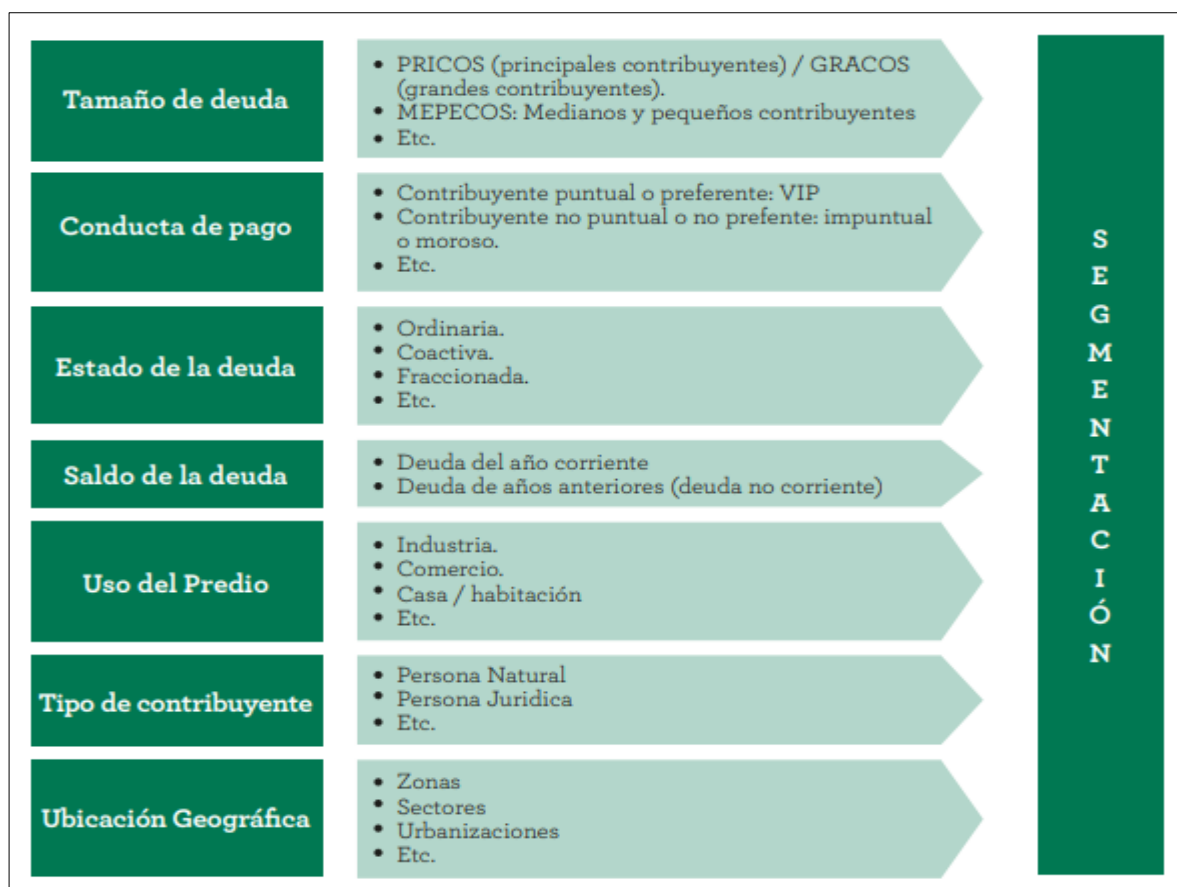 Tamaño de deuda
• PRICOS (principales contribuyentes) / GRACOS
(grandes contribuyentes).
• MEPECOS: Medianos y pequeños contribuyentes
• Etc.
Conducta de pago
• Contribuyente puntual o preferente: VIP
• Contribuyente no puntual o no prefente: impuntual
o moroso.
• Etc.
Estado de la deuda
• Ordinaria.
• Coactiva.
• Fraccionada.
• Etc.
Saldo de la deuda
• Deuda del año corriente
• Deuda de años anteriores (deuda no corriente)
Uso del Predio
• Industria.
• Comercio.
• Casa / habitación
• Etc.
Tipo de contribuyente
• Persona Natural
• Persona Juridica
• Etc.
Ubicación Geográfica
• Zonas
• Sectores
• Urbanizaciones
• Etc.
S
E
G
M
E
N
T
A
C
I
Ó
N